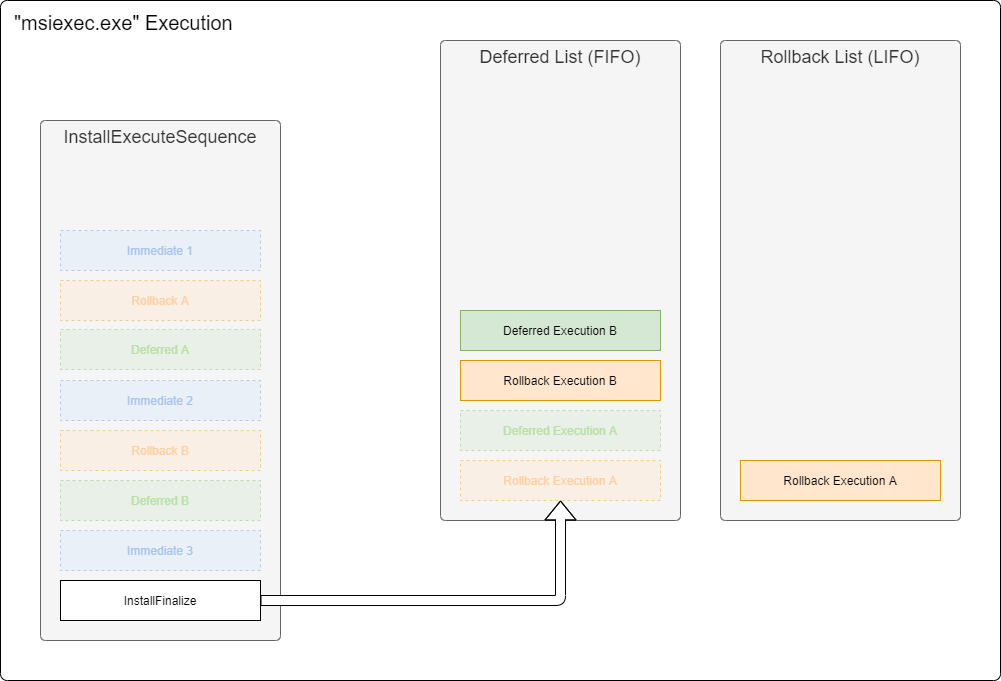 "msiexec.exe" Execution
InstallExecuteSequence
Immediate 1
Rollback A
Deferred A
Immediate 2
Rollback B
Deferred B
Immediate 3
InstallFinalize
Deferred List (FIFO)
Deferred Execution B
Rollback Execution B
Deferred Execution A
Rollback Execution A
Rollback List (LIFO)
Rollback Execution A